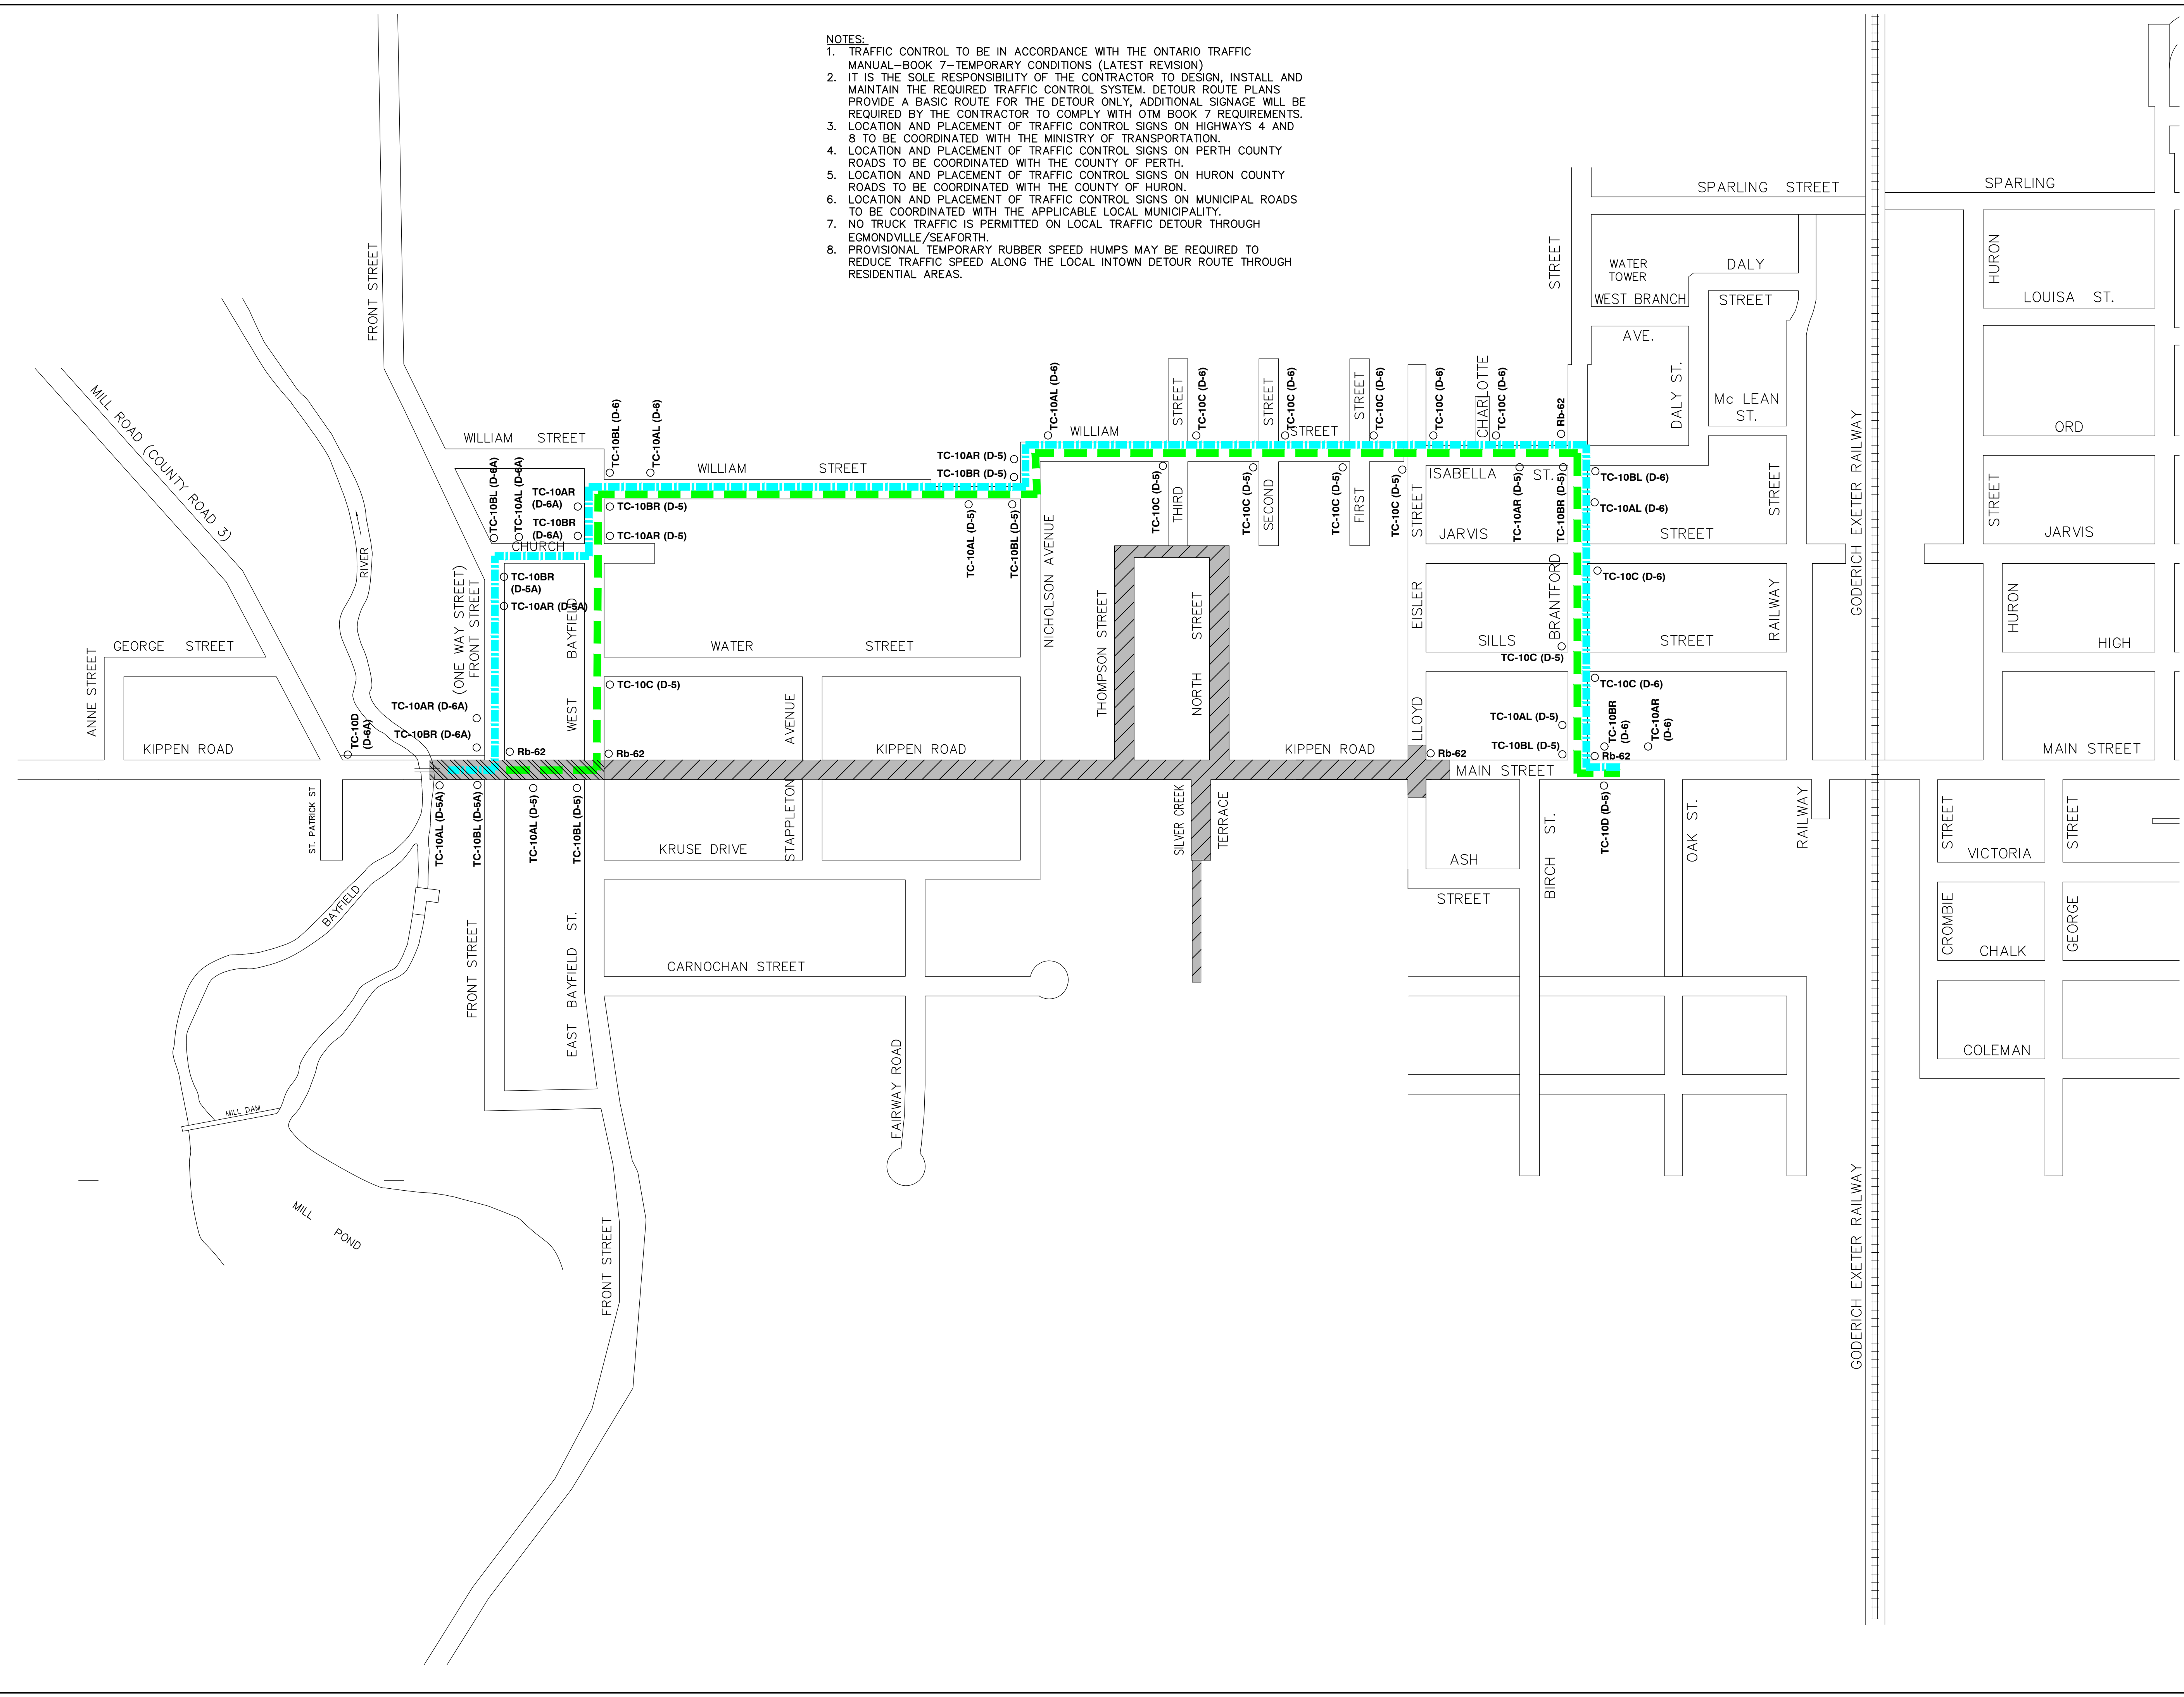 NOTES:
1. TRAFFIC CONTROL TO BE IN ACCORDANCE WITH THE ONTARIO TRAFFIC
MANUAL-BOOK 7-TEMPORARY CONDITIONS (LATEST REVISION)
2. IT IS THE SOLE RESPONSIBILITY OF THE CONTRACTOR TO DESIGN, INSTALL AND
MAINTAIN THE REQUIRED TRAFFIC CONTROL SYSTEM. DETOUR ROUTE PLANS
PROVIDE A BASIC ROUTE FOR THE DETOUR ONLY, ADDITIONAL SIGNAGE WILL BE
REQUIRED BY THE CONTRACTOR TO COMPLY WITH OTM BOOK 7 REQUIREMENTS.
3. LOCATION AND PLACEMENT OF TRAFFIC CONTROL SIGNS ON HIGHWAYS 4 AND
8 TO BE COORDINATED WITH THE MINISTRY OF TRANSPORTATION.
4. LOCATION AND PLACEMENT OF TRAFFIC CONTROL SIGNS ON PERTH COUNTY
ROADS TO BE COORDINATED WITH THE COUNTY OF PERTH.
5. LOCATION AND PLACEMENT OF TRAFFIC CONTROL SIGNS ON HURON COUNTY
ROADS TO BE COORDINATED WITH THE COUNTY OF HURON.
6. LOCATION AND PLACEMENT OF TRAFFIC CONTROL SIGNS ON MUNICIPAL ROADS
TO BE COORDINATED WITH THE APPLICABLE LOCAL MUNICIPALITY.
7. NO TRUCK TRAFFIC IS PERMITTED ON LOCAL TRAFFIC DETOUR THROUGH
EGMONDVILLE/SEAFORTH.
8. PROVISIONAL TEMPORARY RUBBER SPEED HUMPS MAY BE REQUIRED TO
REDUCE TRAFFIC SPEED ALONG THE LOCAL INTOWN DETOUR ROUTE THROUGH
RESIDENTIAL AREAS.
FRONT STREET
MILL ROAD (COUNTY ROAD 3)
RIVER
WILLIAM STREET
TC-10BL (D-6A)
TC-10AL (D-6A)
TC-10AR
(D-6A)
TC-10BR
(D-6A)
CHURCH
TC-10BL (D-6)
TC-10AL (D-6)
WILLIAM STREET
TC-10BR (D-5)
TC-10AR (D-5)
TC-10AR (D-5)
TC-10BR (D-5)
TC-10AL (D-5)
TC-10BL (D-5)
TC-10AL (D-6)
WILLIAM STREET
STREET
TC-10C (D-6)
STREET
TC-10C (D-6)
STREET
TC-10C (D-6)
TC-10C (D-6)
CHARLOTTE
TC-10C (D-6)
Rb-62
STREET
TC-10C (D-5)
THIRD
TC-10C (D-5)
SECOND
TC-10C (D-5)
FIRST
TC-10C (D-5)
STREET
ISABELLA ST.
TC-10AR (D-5)
TC-10BR (D-5)
TC-10BL (D-6)
TC-10AL (D-6)
JARVIS STREET
TC-10C (D-6)
SPARLING STREET
SPARLING
WATER
TOWER
DALY
STREET
WEST BRANCH
AVE.
DALY ST.
Mc LEAN
ST.
STREET
RAILWAY
GODERICH EXETER RAILWAY
HURON
STREET
LOUISA ST.
ORD
JARVIS
HURON
HIGH
MAIN STREET
GEORGE STREET
ANNE STREET
KIPPEN ROAD
TC-10D
(D-6A)
ST. PATRICK ST
(ONE WAY STREET)
FRONT STREET
TC-10BR
(D-5A)
TC-10AR (D-5A)
TC-10AR (D-6A)
TC-10BR (D-6A)
WEST BAYFIELD
Rb-62
Rb-62
TC-10C (D-5)
WATER STREET
STAPPLETON AVENUE
KIPPEN ROAD
NICHOLSON AVENUE
THOMPSON STREET
NORTH STREET
KIPPEN ROAD
LLOYD EISLER
BRANTFORD
SILLS STREET
TC-10C (D-5)
TC-10C (D-6)
TC-10AL (D-5)
TC-10BL (D-5)
TC-10BR
(D-6)
TC-10AR
(D-6)
Rb-62
Rb-62
MAIN STREET
TC-10D (D-5)
TC-10AL (D-5A)
TC-10BL (D-5A)
TC-10AL (D-5)
TC-10BL (D-5)
KRUSE DRIVE
SILVER CREEK
TERRACE
ASH
STREET
BIRCH ST.
OAK ST.
RAILWAY
STREET
CROMBIE
VICTORIA
STREET
GEORGE
CHALK
COLEMAN
BAYFIELD
FRONT STREET
EAST BAYFIELD ST.
CARNOCHAN STREET
FAIRWAY ROAD
MILL DAM
MILL POND
FRONT STREET
GODERICH EXETER RAILWAY